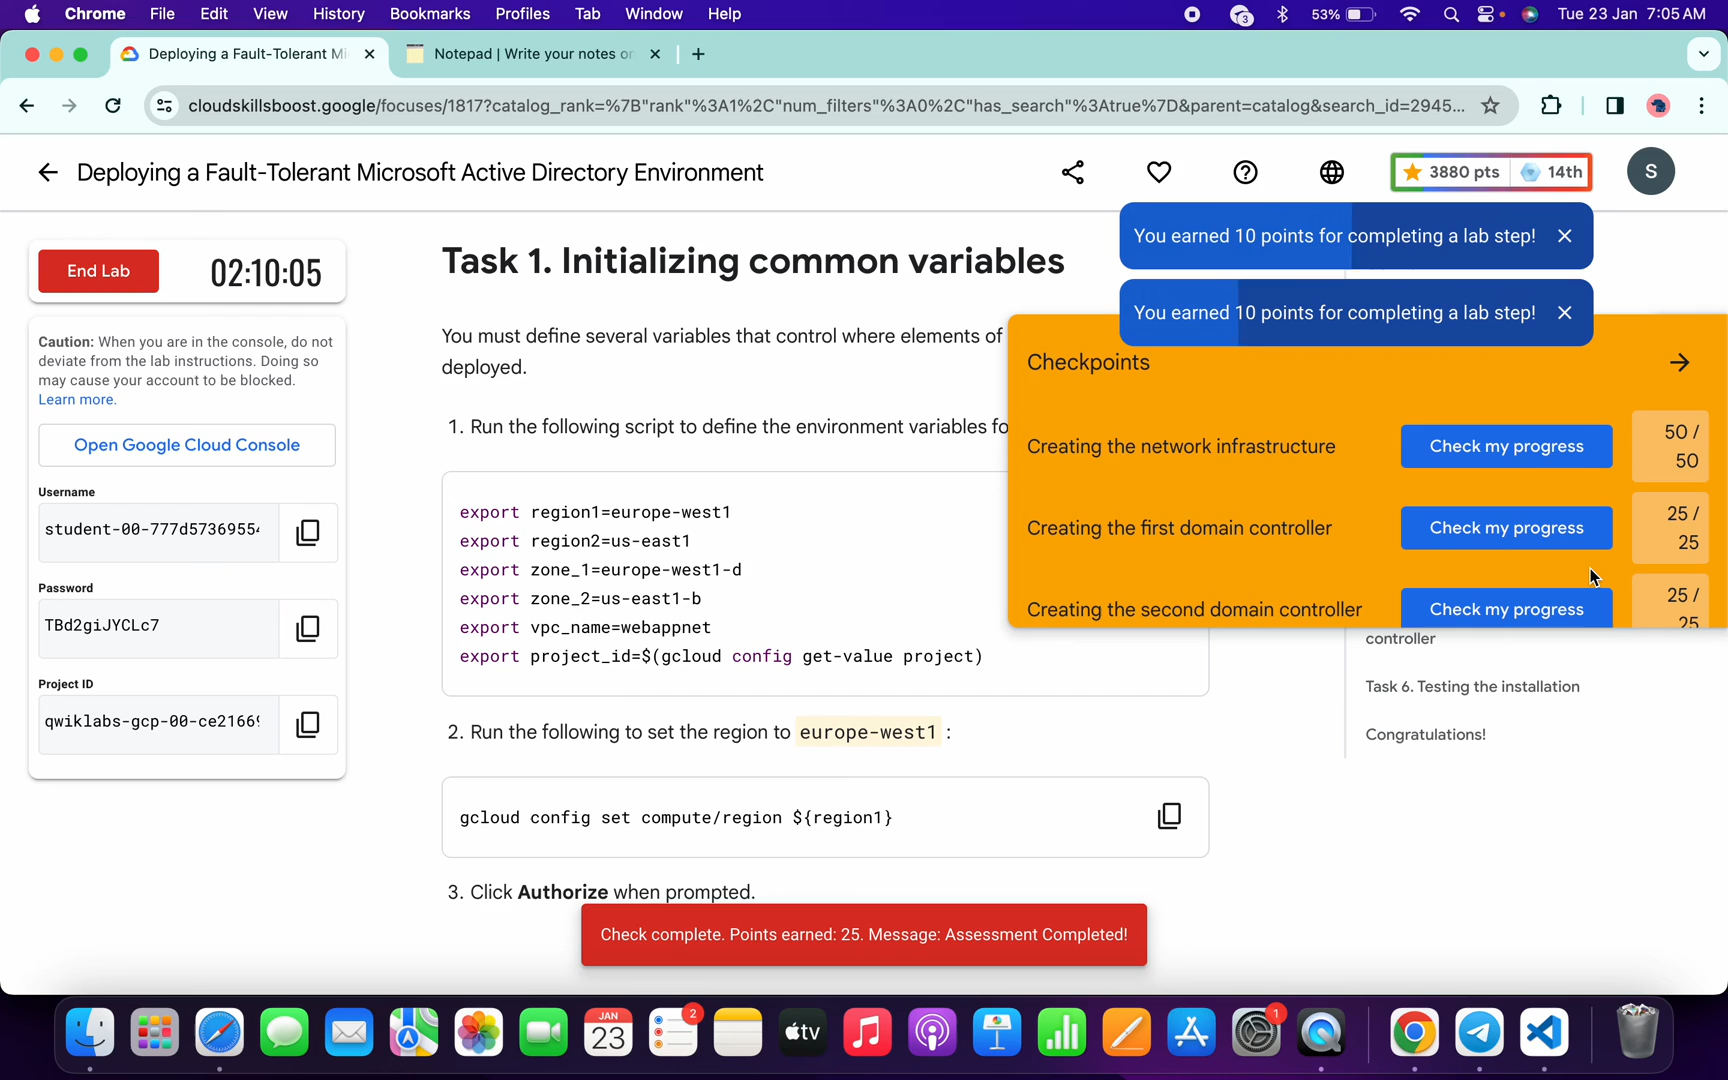 Chrome File Edit View History Bookmarks Profiles Tab Window Help 3 53% Tue 23 Jan 7:05 AM
Deploying a Fault-Tolerant Mi Notepad | Write your notes on
cloudskillsboost.google/focuses/1817?catalog_rank=%7B"rank"%3A1%2C"num_filters"%3A0%2C"has_search"%3Atrue%7D&parent=catalog&search_id=2945...
Deploying a Fault-Tolerant Microsoft Active Directory Environment
3880 pts 14th S
You earned 10 points for completing a lab step!
You earned 10 points for completing a lab step!
End Lab 02:10:05
Caution: When you are in the console, do not
deviate from the lab instructions. Doing so
may cause your account to be blocked.
Learn more.
Open Google Cloud Console
Username
student-00-777d57369554
Password
TBd2giJYCLc7
Project ID
qwiklabs-gcp-00-ce21669
Task 1. Initializing common variables
You must define several variables that control where elements of
deployed.
1. Run the following script to define the environment variables fo
export region1=europe-west1
export region2=us-east1
export zone_1=europe-west1-d
export zone_2=us-east1-b
export vpc_name=webappnet
export project_id=$(gcloud config get-value project)
2. Run the following to set the region to europe-west1 :
gcloud config set compute/region ${region1}
3. Click Authorize when prompted.
Checkpoints
Creating the network infrastructure Check my progress 50 /
50
Creating the first domain controller Check my progress 25 /
25
Creating the second domain controller Check my progress 25 /
25
controller
Task 6. Testing the installation
Congratulations!
Check complete. Points earned: 25. Message: Assessment Completed!
JAN
23
2
tv
1